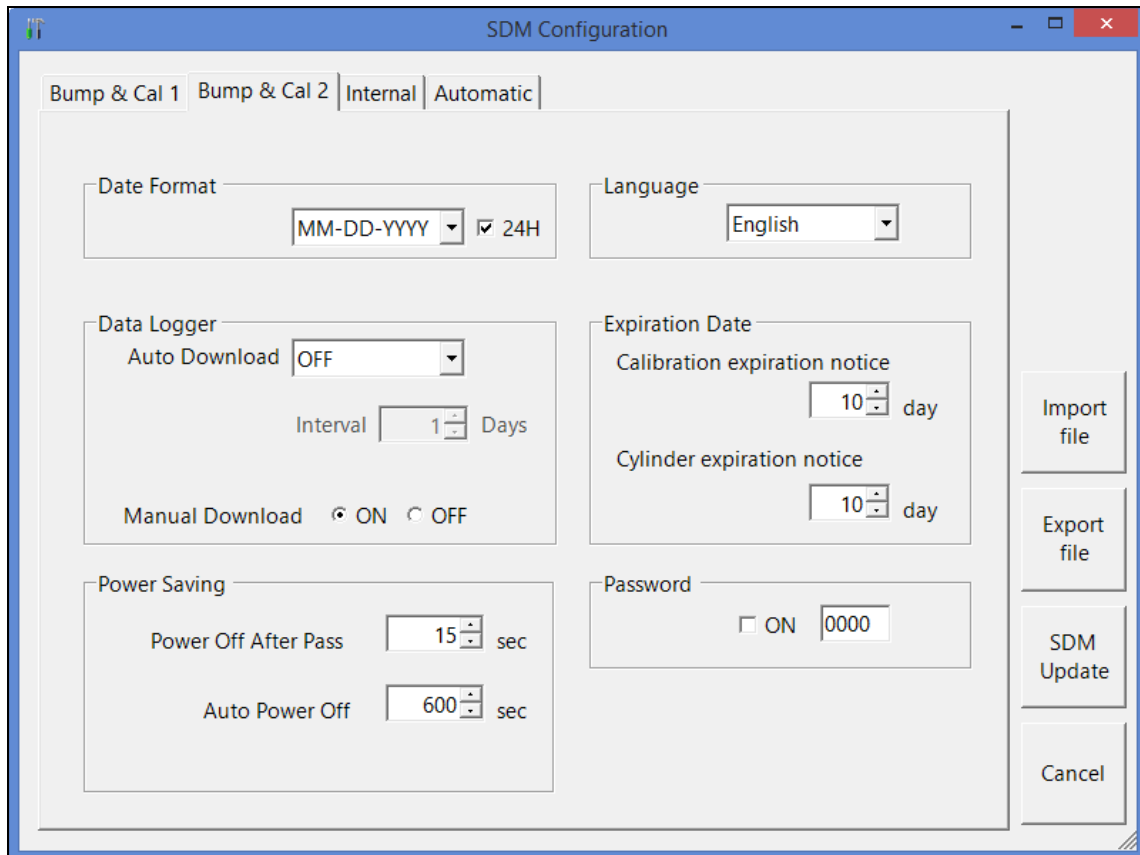 SDM Configuration
Bump & Cal 1 Bump & Cal 2 Internal Automatic
Date Format
MM-DD-YYYY 24H
Language
English
Data Logger
Auto Download OFF
Interval 1 Days
Manual Download ON OFF
Expiration Date
Calibration expiration notice
10 day
Cylinder expiration notice
10 day
Power Saving
Power Off After Pass 15 sec
Auto Power Off 600 sec
Password
ON 0000
Import
file
Export
file
SDM
Update
Cancel